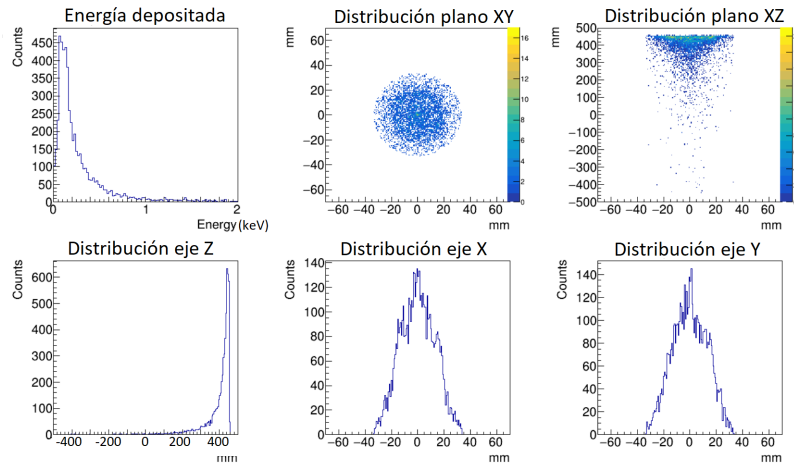 Energía depositada
Counts
450
400
350
300
250
200
150
100
50
0
0 1 2
Energy (keV)
Distribución plano XY
mm
60
40
20
0
−20
−40
−60
−60 −40 −20 0 20 40 60
mm
16
14
12
10
8
6
4
2
0
Distribución plano XZ
mm
500
400
300
200
100
0
−100
−200
−300
−400
−500
−60 −40 −20 0 20 40 60
mm
Distribución eje Z
Counts
600
500
400
300
200
100
0
-400 -200 0 200 400
mm
Distribución eje X
Counts
140
120
100
80
60
40
20
0
−60 −40 −20 0 20 40 60
mm
Distribución eje Y
Counts
140
120
100
80
60
40
20
0
−60 −40 −20 0 20 40 60
mm